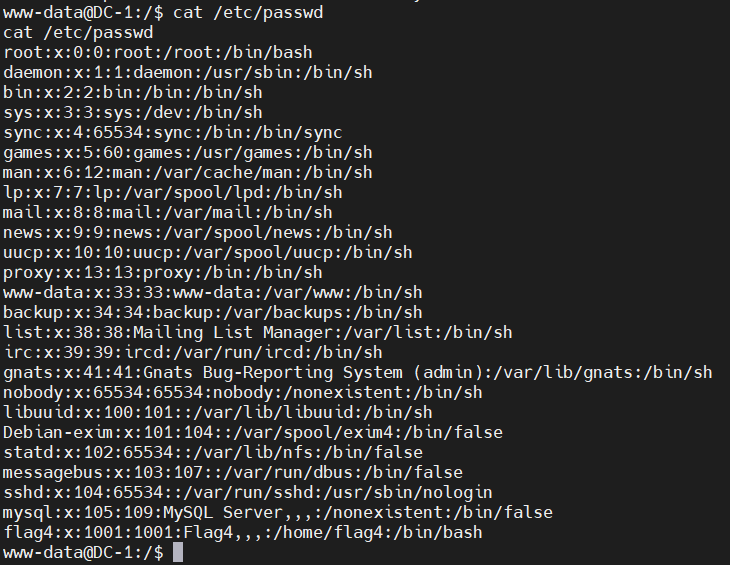 www-data@DC-1:/$ cat /etc/passwd
cat /etc/passwd
root:x:0:0:root:/root:/bin/bash
daemon:x:1:1:daemon:/usr/sbin:/bin/sh
bin:x:2:2:bin:/bin:/bin/sh
sys:x:3:3:sys:/dev:/bin/sh
sync:x:4:65534:sync:/bin:/bin/sync
games:x:5:60:games:/usr/games:/bin/sh
man:x:6:12:man:/var/cache/man:/bin/sh
lp:x:7:7:lp:/var/spool/lpd:/bin/sh
mail:x:8:8:mail:/var/mail:/bin/sh
news:x:9:9:news:/var/spool/news:/bin/sh
uucp:x:10:10:uucp:/var/spool/uucp:/bin/sh
proxy:x:13:13:proxy:/bin:/bin/sh
www-data:x:33:33:www-data:/var/www:/bin/sh
backup:x:34:34:backup:/var/backups:/bin/sh
list:x:38:38:Mailing List Manager:/var/list:/bin/sh
irc:x:39:39:ircd:/var/run/ircd:/bin/sh
gnats:x:41:41:Gnats Bug-Reporting System (admin):/var/lib/gnats:/bin/sh
nobody:x:65534:65534:nobody:/nonexistent:/bin/sh
libuuid:x:100:101::/var/lib/libuuid:/bin/sh
Debian-exim:x:101:104::/var/spool/exim4:/bin/false
statd:x:102:65534::/var/lib/nfs:/bin/false
messagebus:x:103:107::/var/run/dbus:/bin/false
sshd:x:104:65534::/var/run/sshd:/usr/sbin/nologin
mysql:x:105:109:MySQL Server,,,:/nonexistent:/bin/false
flag4:x:1001:1001:Flag4,,,:/home/flag4:/bin/bash
www-data@DC-1:/$